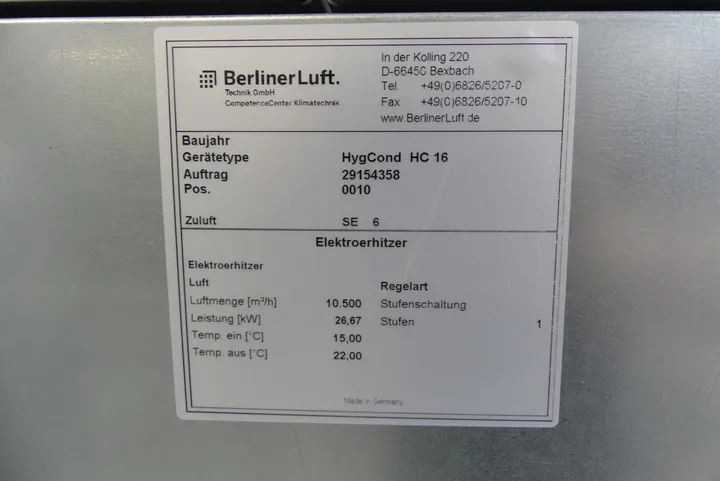 BerlinerLuft.
Technik GmbH
CompetenceCenter Klimatechnik
In der Kolling 220
D-66450 Bexbach
Tel. +49(0)6826/5207-0
Fax +49(0)6826/5207-10
www.BerlinerLuft.de
Baujahr
Gerätetype HygCond HC 16
Auftrag 29154358
Pos. 0010
Zuluft SE 6
Elektroerhitzer
Elektroerhitzer
Luft Regelart
Luftmenge [m³/h] 10.500 Stufenschaltung
Leistung [kW] 26,67 Stufen 1
Temp. ein [°C] 15,00
Temp. aus [°C] 22,00
Made in Germany